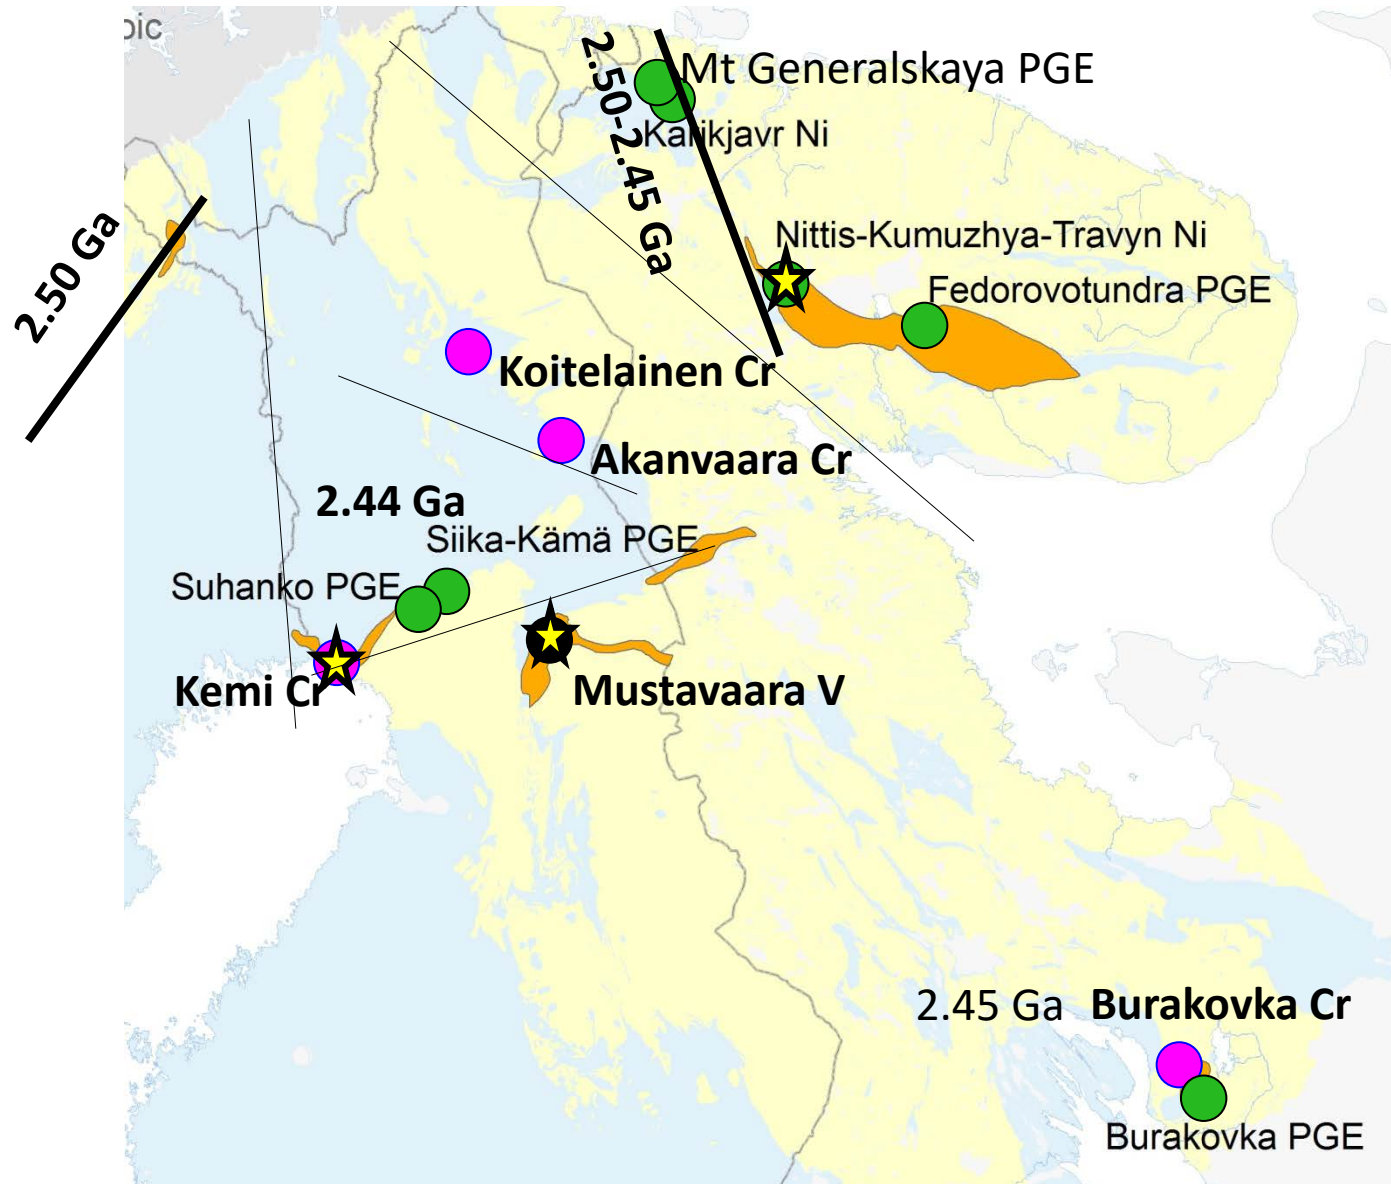 oic
Mt Generalskaya PGE
2.50-2.45 Ga
Karikjavr Ni
2.50 Ga
Nittis-Kumuzhya-Travyn Ni
Fedorovotundra PGE
Koitelainen Cr
Akanvaara Cr
2.44 Ga
Siika-Kämä PGE
Suhanko PGE
Kemi Cr
Mustavaara V
2.45 Ga Burakovka Cr
Burakovka PGE